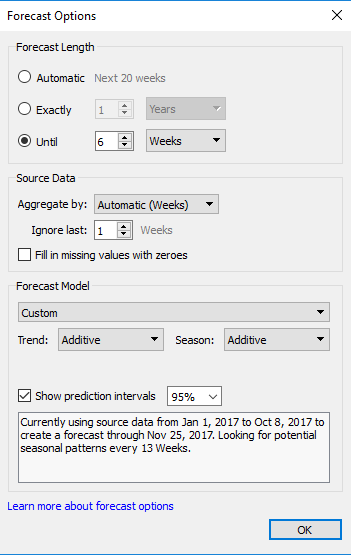 Forecast Options
Forecast Length
Automatic Next 20 weeks
Exactly 1 Years
Until 6 Weeks
Source Data
Aggregate by: Automatic (Weeks)
Ignore last: 1 Weeks
Fill in missing values with zeroes
Forecast Model
Custom
Trend: Additive Season: Additive
Show prediction intervals 95%
Currently using source data from Jan 1, 2017 to Oct 8, 2017 to
create a forecast through Nov 25, 2017. Looking for potential
seasonal patterns every 13 Weeks.
Learn more about forecast options
OK